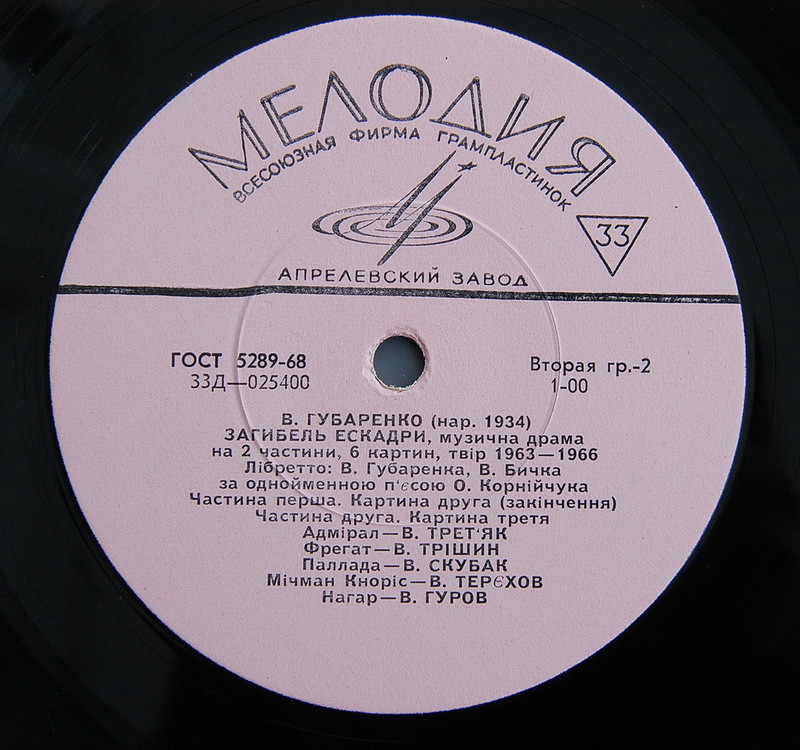 МЕЛОДИЯ
ВСЕСОЮЗНАЯ ФИРМА ГРАМПЛАСТИНОК
33
АПРЕЛЕВСКИЙ ЗАВОД
ГОСТ 5289-68
33Д—025400
Вторая гр.-2
1-00
В. ГУБАРЕНКО (нар. 1934)
ЗАГИБЕЛЬ ЕСКАДРИ, музична драма
на 2 частини, 6 картин, твір 1963—1966
Лібретто: В. Губаренка, В. Бичка
за однойменною п'єсою О. Корнійчука
Частина перша. Картина друга (закінчення)
Частина друга. Картина третя
Адмірал—В. ТРЕТ'ЯК
Фрегат—В. ТРІШИН
Паллада—В. СКУБАК
Мічман Кноріс—В. ТЕРЄХОВ
Нагар—В. ГУРОВ